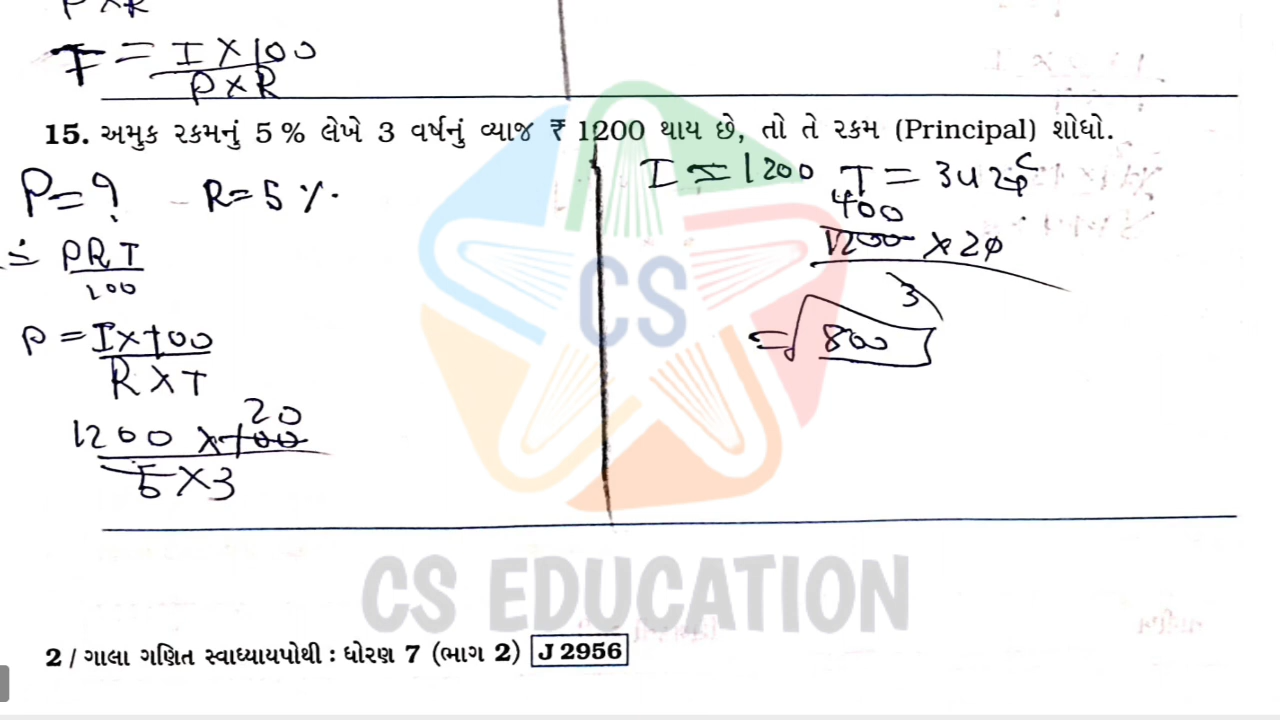 P X R
T = I X 100
P X R
15. અમુક રકમનું 5 % લેખે 3 વર્ષનું વ્યાજ ₹ 1200 થાય છે, તો તે રકમ (Principal) શોધો.
P = ? R = 5 %.
I = 1200 T = 3 વર્ષ
= PRT
100
P = I X 100
R X T
20
1200 X 100
5 X 3
400
1200 X 20
3
= 800
CS
CS EDUCATION
2 / ગાલા ગણિત સ્વાધ્યાયપોથી : ધોરણ 7 (ભાગ 2) J 2956